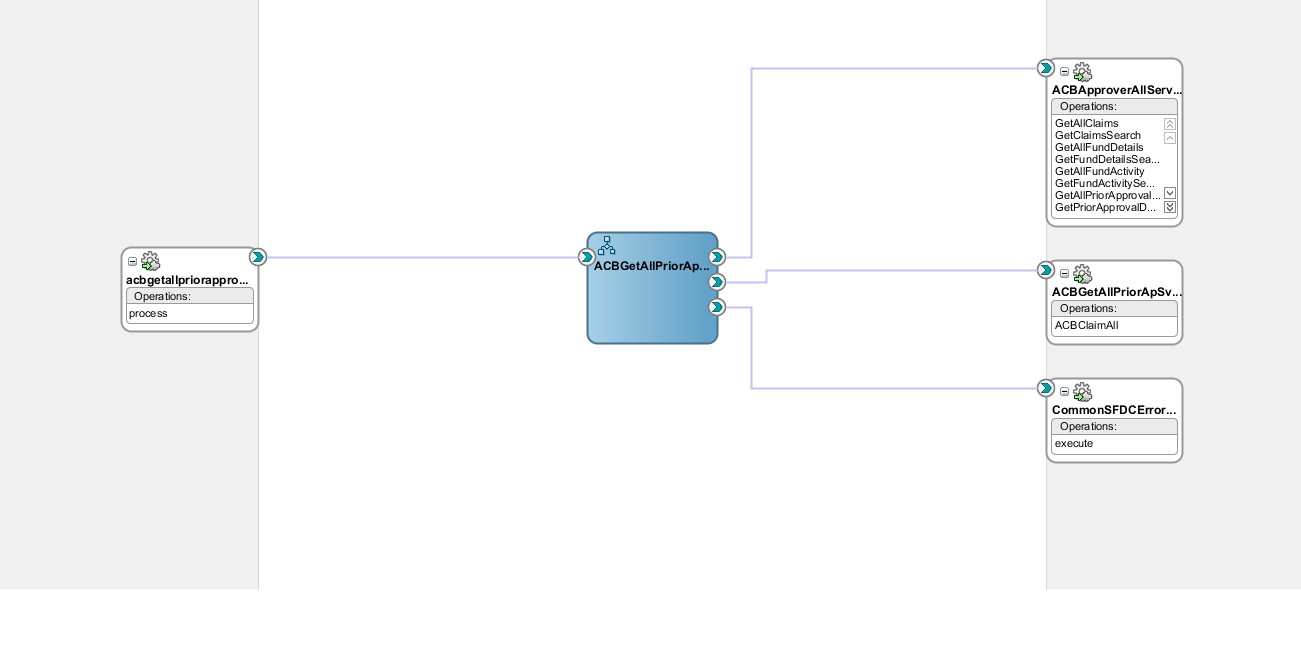 acbgetallpriorappro...
Operations:
process
ACBGetAllPriorAp...
ACBApproverAllServ...
Operations:
GetAllClaims
GetClaimsSearch
GetAllFundDetails
GetFundDetailsSea...
GetAllFundActivity
GetFundActivitySe...
GetAllPriorApproval...
GetPriorApprovalD...
ACBGetAllPriorApSv...
Operations:
ACBClaimAll
CommonSFDCError...
Operations:
execute